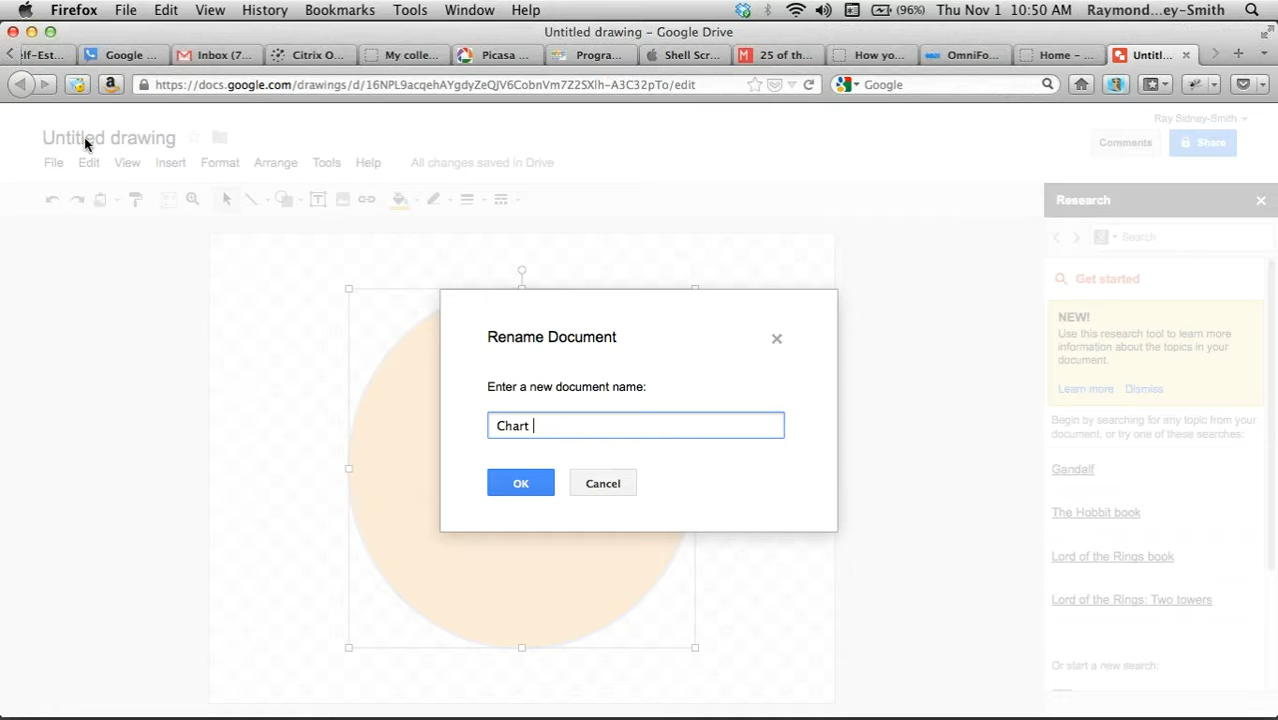 Firefox File Edit View History Bookmarks Tools Window Help (96%) Thu Nov 1 10:50 AM Raymond...ey-Smith
Untitled drawing – Google Drive
elf-Est... Google ... Inbox (7... Citrix O... My colle... Picasa ... Progra... Shell Scr... 25 of th... How yo... OmniFo... Home – ... Untitl...
https://docs.google.com/drawings/d/16NPL9acqehAYgdyZeQJV6CobnVm7Z2SXlh-A3C32pTo/edit Google
Ray Sidney-Smith
Untitled drawing
Comments Share
File Edit View Insert Format Arrange Tools Help All changes saved in Drive
Research
Search
Get started
NEW!
Use this research tool to learn more
information about the topics in your
document.
Learn more Dismiss
Begin by searching for any topic from your
document, or try one of these searches:
Gandalf
The Hobbit book
Lord of the Rings book
Lord of the Rings: Two towers
Or start a new search:
Rename Document
Enter a new document name:
Chart
OK Cancel